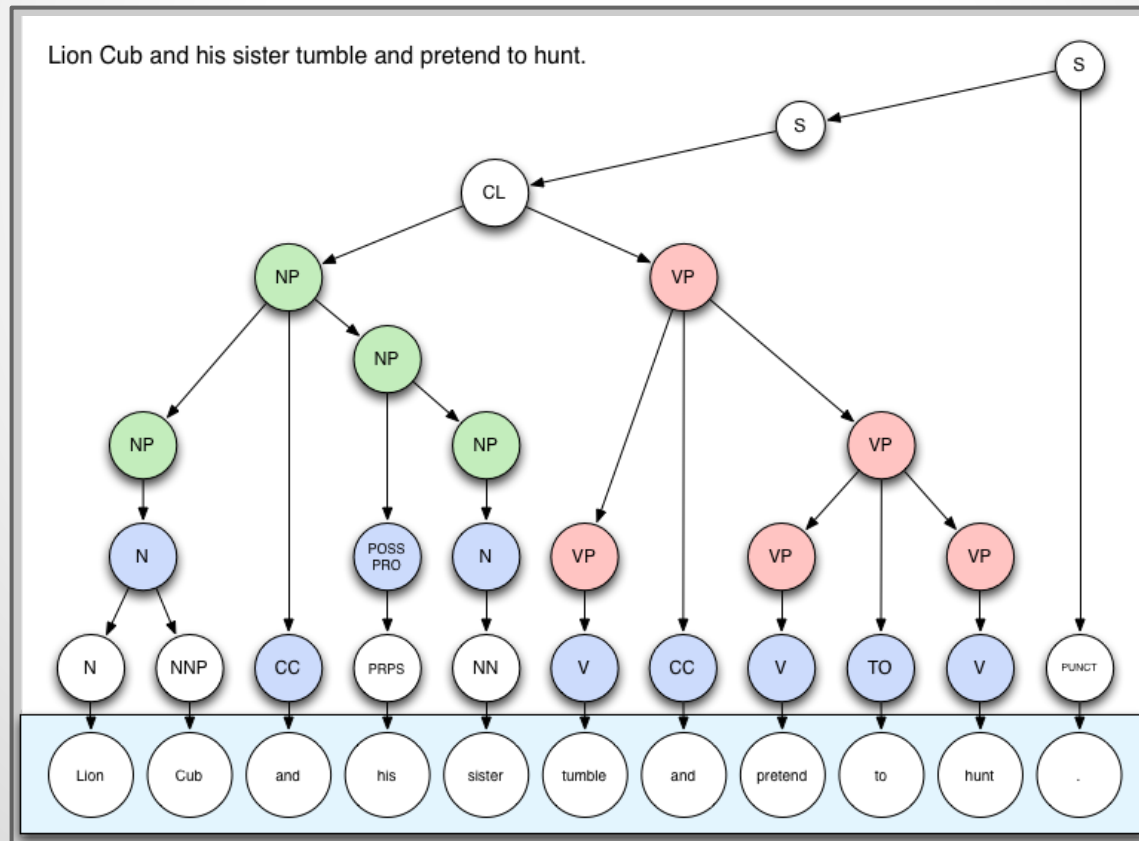 Lion Cub and his sister tumble and pretend to hunt.
S
S
CL
NP
VP
NP
NP
NP
VP
N
POSS
PRO
N
VP
VP
VP
N
NNP
CC
PRPS
NN
V
CC
V
TO
V
PUNCT
Lion
Cub
and
his
sister
tumble
and
pretend
to
hunt
.